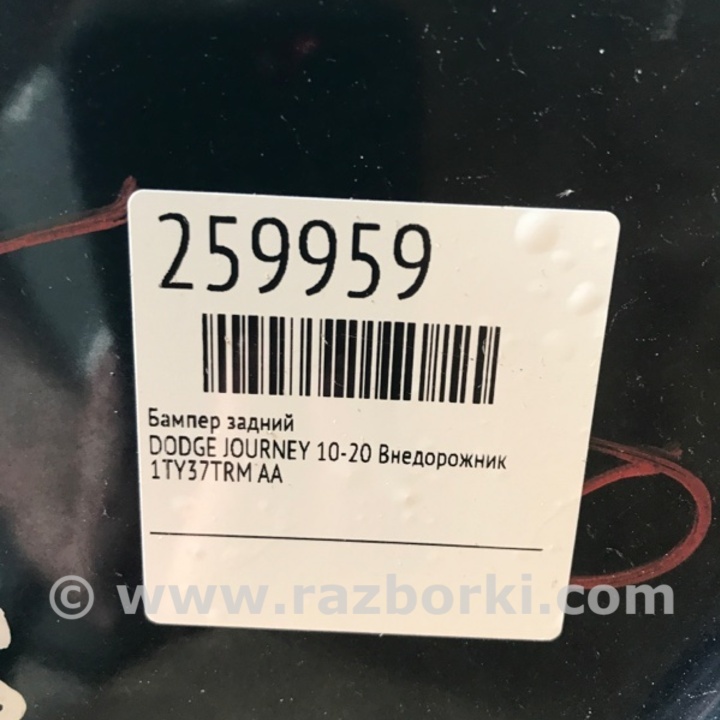 259959
Бампер задний
DODGE JOURNEY 10-20 Внедорожник
1TY37TRM AA
© www.razborki.com